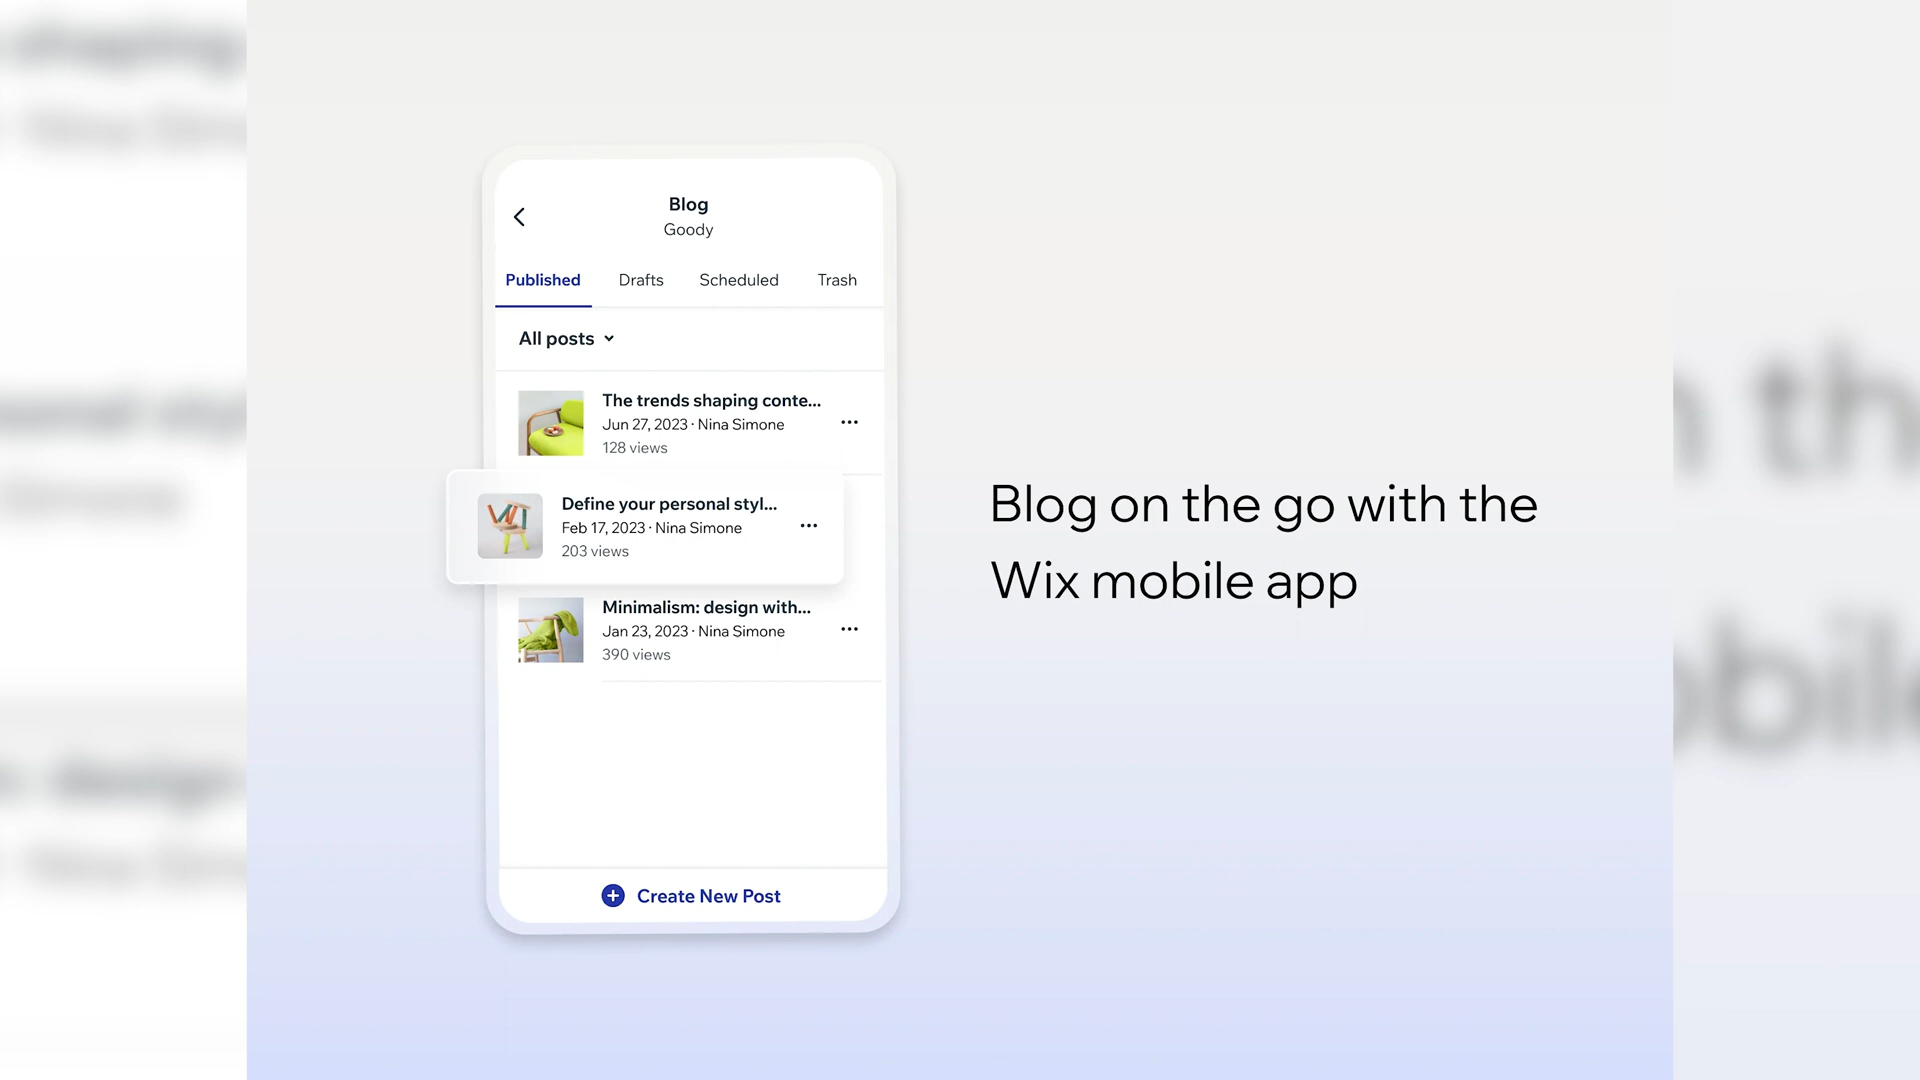 Blog
Goody
Published Drafts Scheduled Trash
All posts
The trends shaping conte...
Jun 27, 2023 · Nina Simone
128 views
Define your personal styl...
Feb 17, 2023 · Nina Simone
203 views
Minimalism: design with...
Jan 23, 2023 · Nina Simone
390 views
Create New Post
Blog on the go with the
Wix mobile app